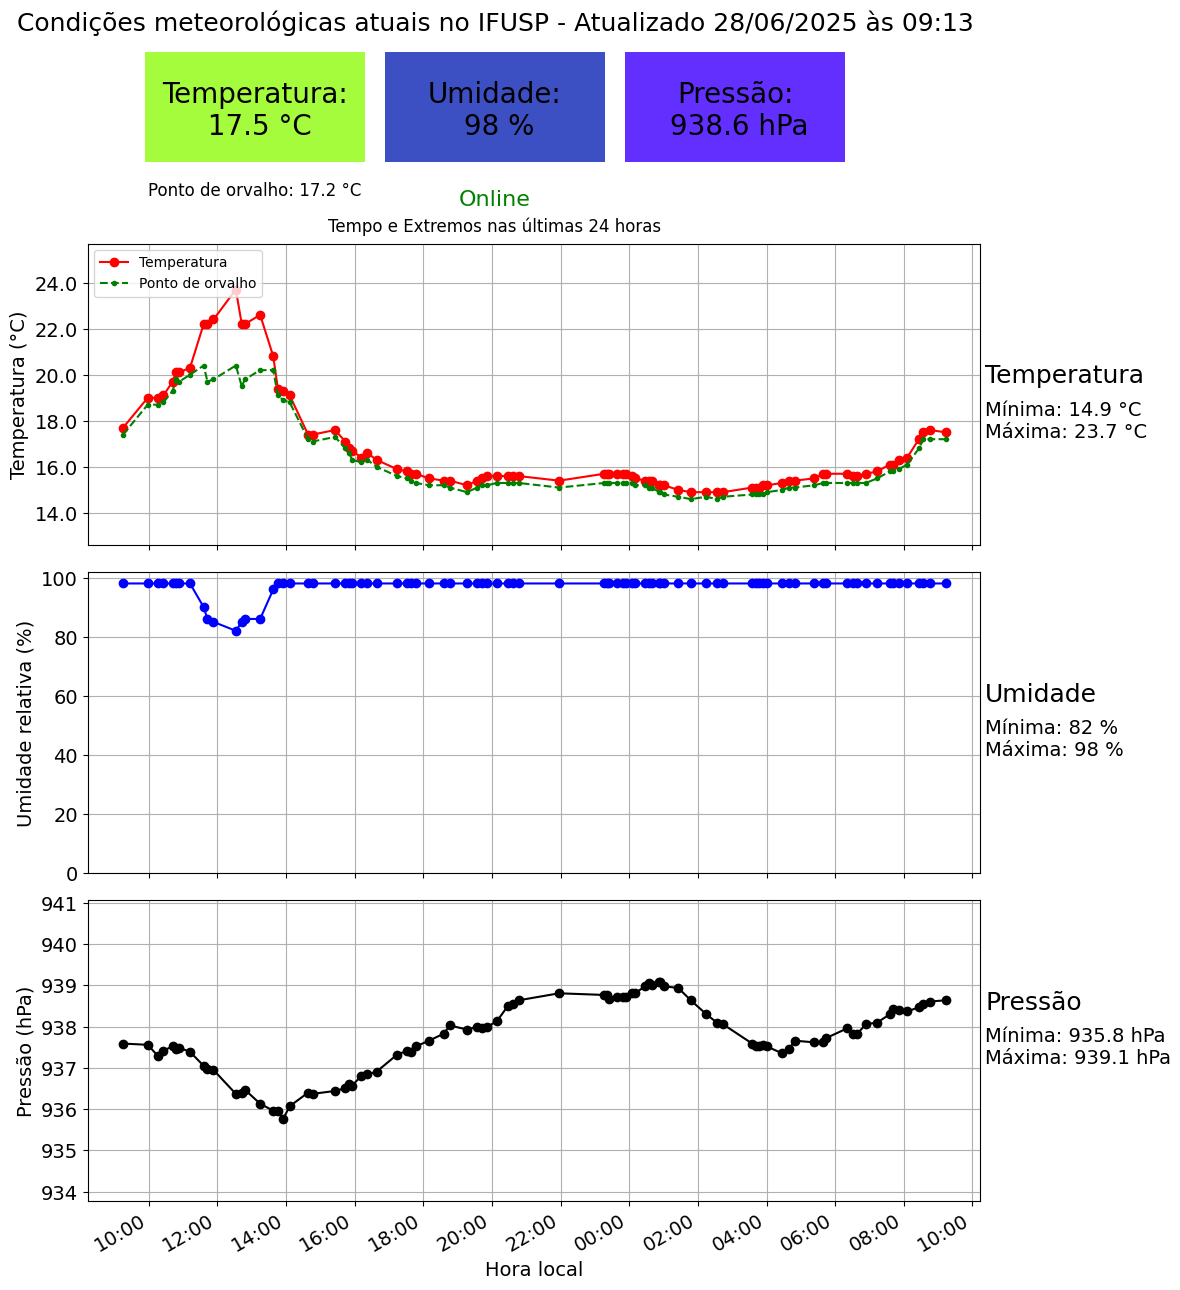 Condições meteorológicas atuais no IFUSP - Atualizado 28/06/2025 às 09:13
Temperatura:
17.5 °C
Umidade:
98 %
Pressão:
938.6 hPa
Ponto de orvalho: 17.2 °C
Online
Tempo e Extremos nas últimas 24 horas
Temperatura
Ponto de orvalho
Temperatura (°C)
24.0
22.0
20.0
18.0
16.0
14.0
Temperatura
Mínima: 14.9 °C
Máxima: 23.7 °C
Umidade relativa (%)
100
80
60
40
20
0
Umidade
Mínima: 82 %
Máxima: 98 %
Pressão (hPa)
941
940
939
938
937
936
935
934
Pressão
Mínima: 935.8 hPa
Máxima: 939.1 hPa
10:00 12:00 14:00 16:00 18:00 20:00 22:00 00:00 02:00 04:00 06:00 08:00 10:00
Hora local